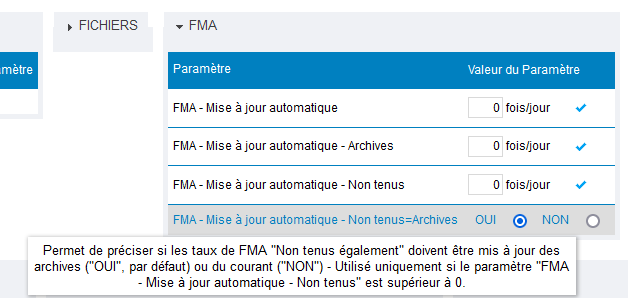 FICHIERS
FMA
mètre
Paramètre Valeur du Paramètre
FMA - Mise à jour automatique 0 fois/jour
FMA - Mise à jour automatique - Archives 0 fois/jour
FMA - Mise à jour automatique - Non tenus 0 fois/jour
FMA - Mise à jour automatique - Non tenus=Archives OUI NON
Permet de préciser si les taux de FMA "Non tenus également" doivent être mis à jour des
archives ("OUI", par défaut) ou du courant ("NON") - Utilisé uniquement si le paramètre "FMA
- Mise à jour automatique - Non tenus" est supérieur à 0.